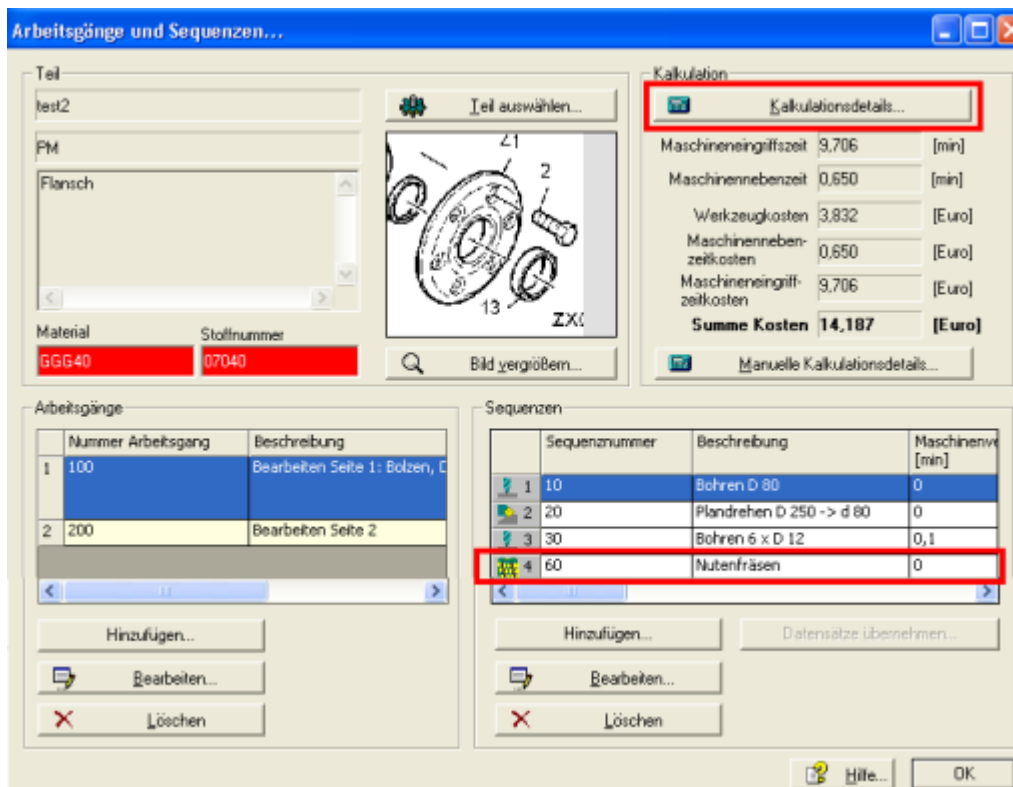 Arbeitsgänge und Sequenzen...
Teil
test2
Teil auswählen...
PM
Flansch
21
2
13
ZX
Material
Stoffnummer
GGG40
07040
Bild vergrößern...
Kalkulation
Kalkulationsdetails...
Maschineneingriffszeit 9,706 [min]
Maschinennebenzeit 0,650 [min]
Werkzeugkosten 3,832 [Euro]
Maschinenneben-
zeitkosten 0,650 [Euro]
Maschineneingriff-
zeitkosten 9,706 [Euro]
Summe Kosten 14,187 [Euro]
Manuelle Kalkulationsdetails...
Arbeitsgänge
Nummer Arbeitsgang Beschreibung
1 100 Bearbeiten Seite 1: Bolzen, D
2 200 Bearbeiten Seite 2
Hinzufügen...
Bearbeiten...
Löschen
Sequenzen
Sequenznummer Beschreibung Maschinenve
[min]
1 10 Bohren D 80 0
2 20 Plandrehen D 250 -> d 80 0
3 30 Bohren 6 x D 12 0,1
4 60 Nutenfräsen 0
Hinzufügen...
Datensätze übernehmen...
Bearbeiten...
Löschen
Hilfe...
OK